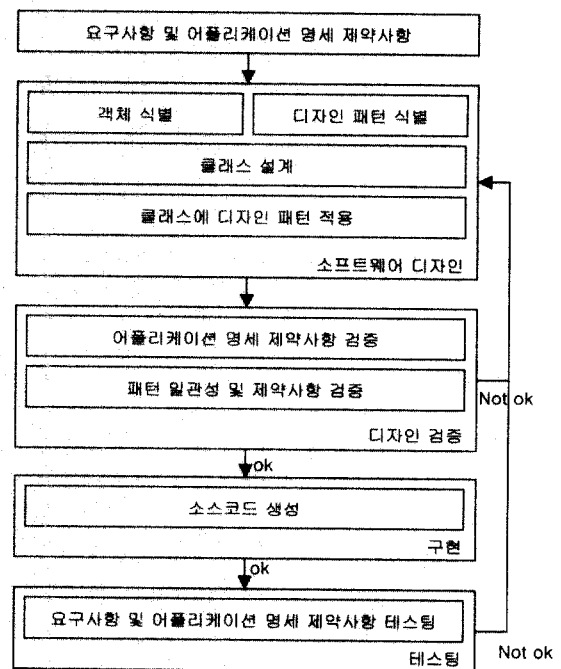 요구사항 및 어플리케이션 명세 제약사항
객체 식별
디자인 패턴 식별
클래스 설계
클래스에 디자인 패턴 적용
소프트웨어 디자인
어플리케이션 명세 제약사항 검증
패턴 일관성 및 제약사항 검증
디자인 검증
Not ok
ok
소스코드 생성
구현
ok
요구사항 및 어플리케이션 명세 제약사항 테스팅
테스팅
Not ok